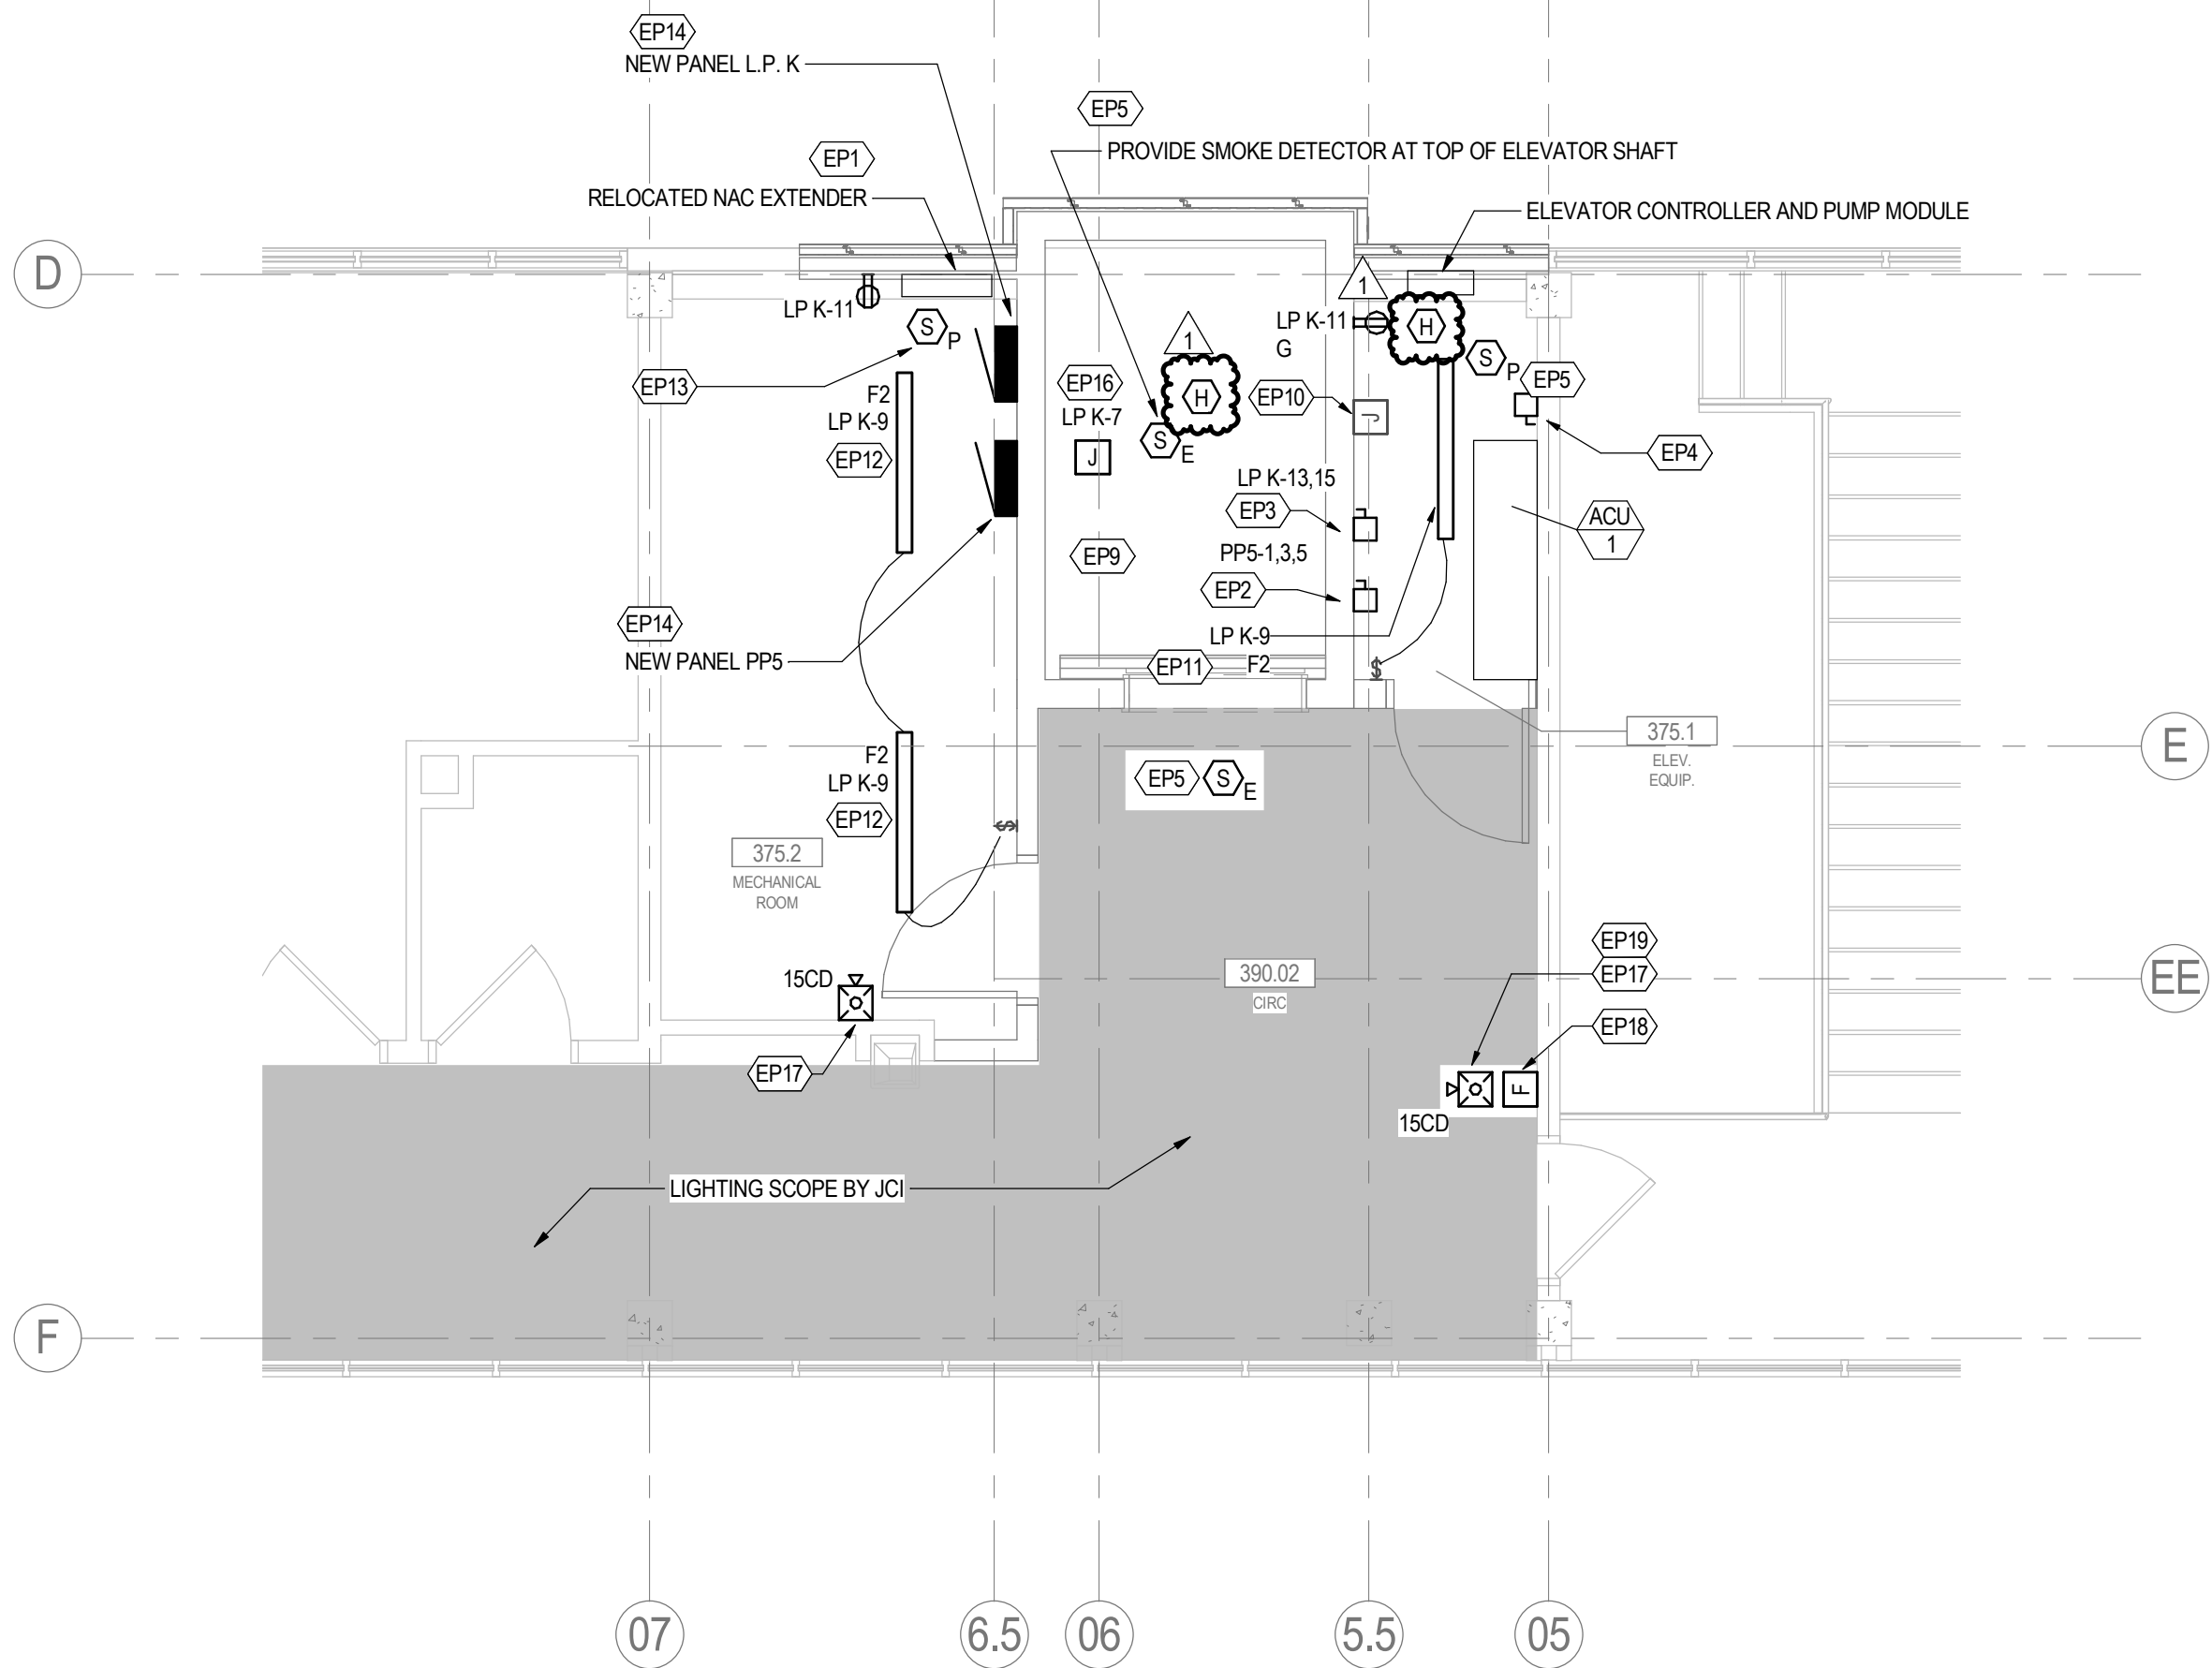 EP14
NEW PANEL L.P. K
EP5
PROVIDE SMOKE DETECTOR AT TOP OF ELEVATOR SHAFT
EP1
RELOCATED NAC EXTENDER
ELEVATOR CONTROLLER AND PUMP MODULE
D
1
LP K-11
S
P
EP13
1
H
LP K-11
G
H
S
P
EP5
F2
LP K-9
EP12
EP16
LP K-7
J
S
E
EP10
J
EP4
LP K-13,15
EP3
ACU
1
EP9
PP5-1,3,5
EP2
EP14
NEW PANEL PP5
LP K-9
EP11
F2
$
375.1
ELEV.
EQUIP.
E
F2
LP K-9
EP12
EP5
S
E
$
375.2
MECHANICAL
ROOM
EP19
EP17
390.02
CIRC
EE
15CD
EP18
EP17
F
15CD
LIGHTING SCOPE BY JCI
F
07
6.5
06
5.5
05